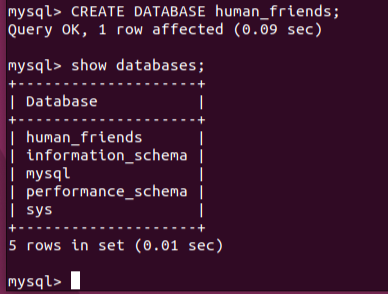 mysql> CREATE DATABASE human_friends;
Query OK, 1 row affected (0.09 sec)
mysql> show databases;
+--------------------+
| Database           |
+--------------------+
| human_friends      |
| information_schema |
| mysql              |
| performance_schema |
| sys                |
+--------------------+
5 rows in set (0.01 sec)
mysql>